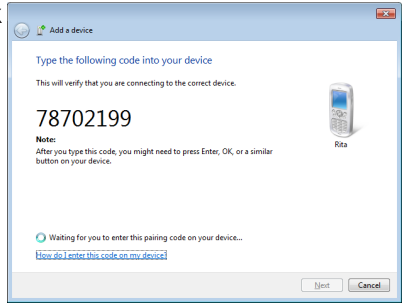 Add a device
Type the following code into your device
This will verify that you are connecting to the correct device.
78702199
Note:
After you type this code, you might need to press Enter, OK, or a similar
button on your device.
Rita
Waiting for you to enter this pairing code on your device...
How do I enter this code on my device?
Next Cancel